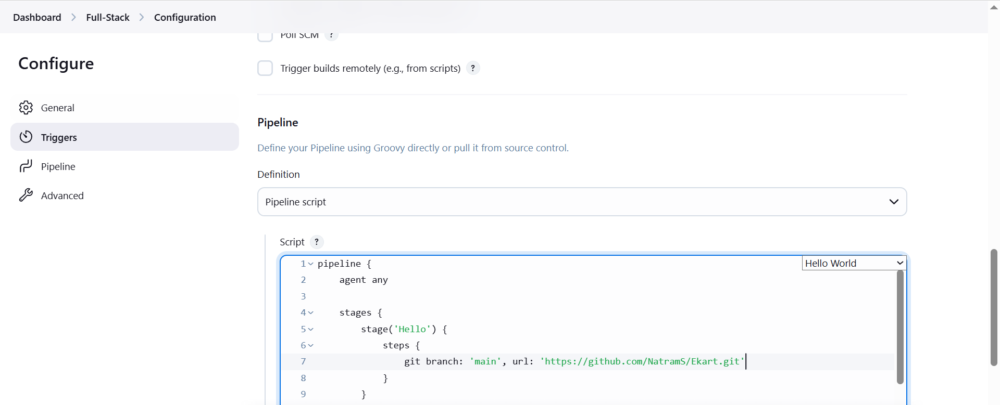 Dashboard > Full-Stack > Configuration
Poll SCM ?
Configure
Trigger builds remotely (e.g., from scripts) ?
General
Triggers
Pipeline
Advanced
Pipeline
Define your Pipeline using Groovy directly or pull it from source control.
Definition
Pipeline script
Script ?
Hello World
1 pipeline {
2     agent any
3
4     stages {
5         stage('Hello') {
6             steps {
7                 git branch: 'main', url: 'https://github.com/NatramS/Ekart.git'
8             }
9         }